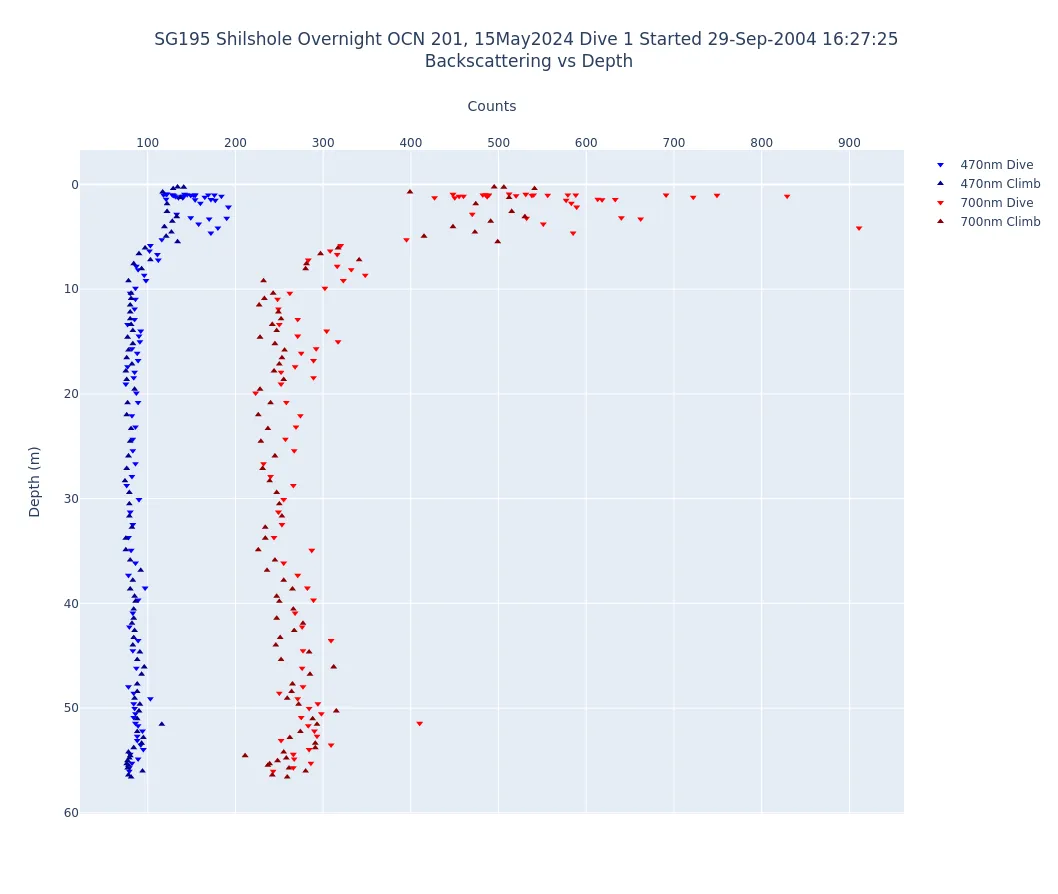 SG195 Shilshole Overnight OCN 201, 15May2024 Dive 1 Started 29-Sep-2004 16:27:25
Backscattering vs Depth
Counts
100 200 300 400 500 600 700 800 900
0
10
20
30
40
50
60
Depth (m)
470nm Dive
470nm Climb
700nm Dive
700nm Climb